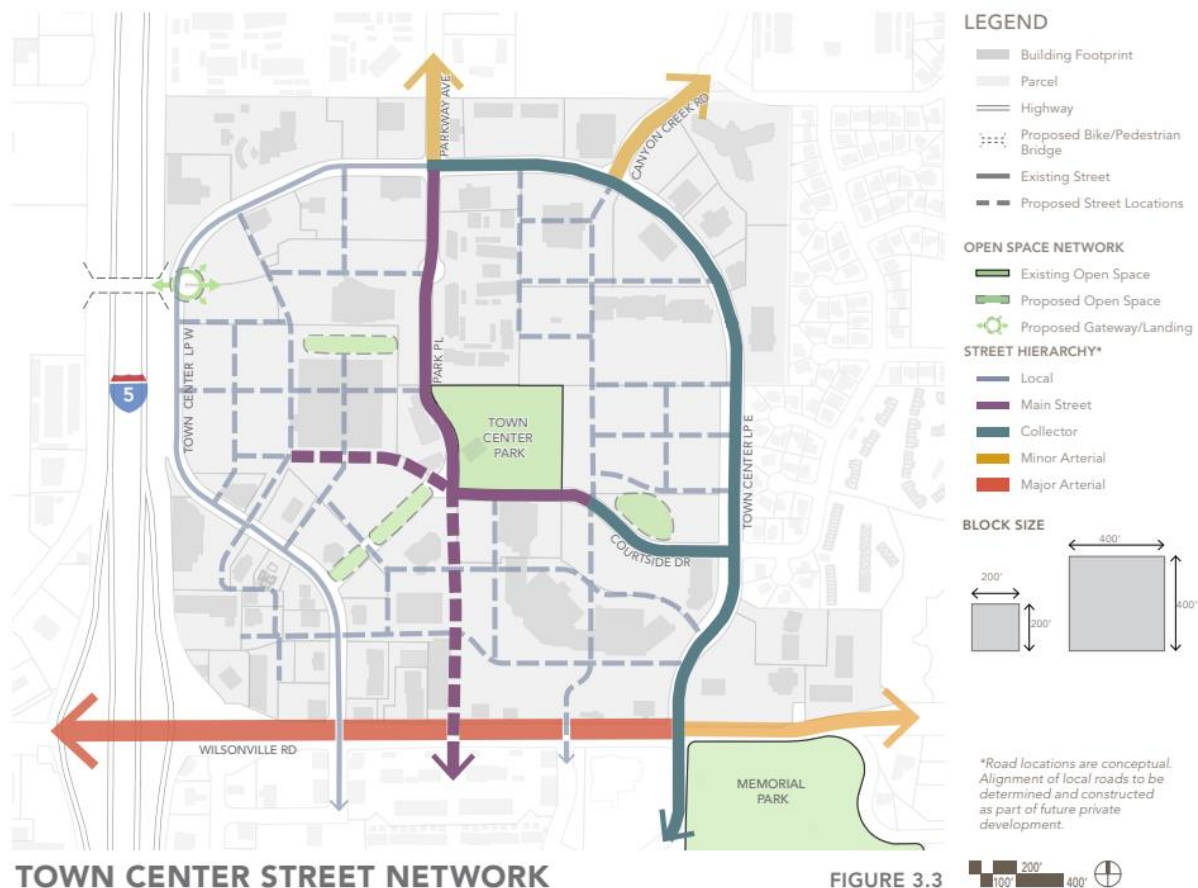 PARKWAY AVE
CANYON CREEK RD
TOWN CENTER LP W
PARK PL
5
TOWN
CENTER
PARK
TOWN CENTER LP E
COURTSIDE DR
WILSONVILLE RD
MEMORIAL
PARK
LEGEND
Building Footprint
Parcel
Highway
Proposed Bike/Pedestrian
Bridge
Existing Street
Proposed Street Locations
OPEN SPACE NETWORK
Existing Open Space
Proposed Open Space
Proposed Gateway/Landing
STREET HIERARCHY*
Local
Main Street
Collector
Minor Arterial
Major Arterial
BLOCK SIZE
400'
200'
200'
400'
*Road locations are conceptual.
Alignment of local roads to be
determined and constructed
as part of future private
development.
TOWN CENTER STREET NETWORK
FIGURE 3.3
200'
100'
400'